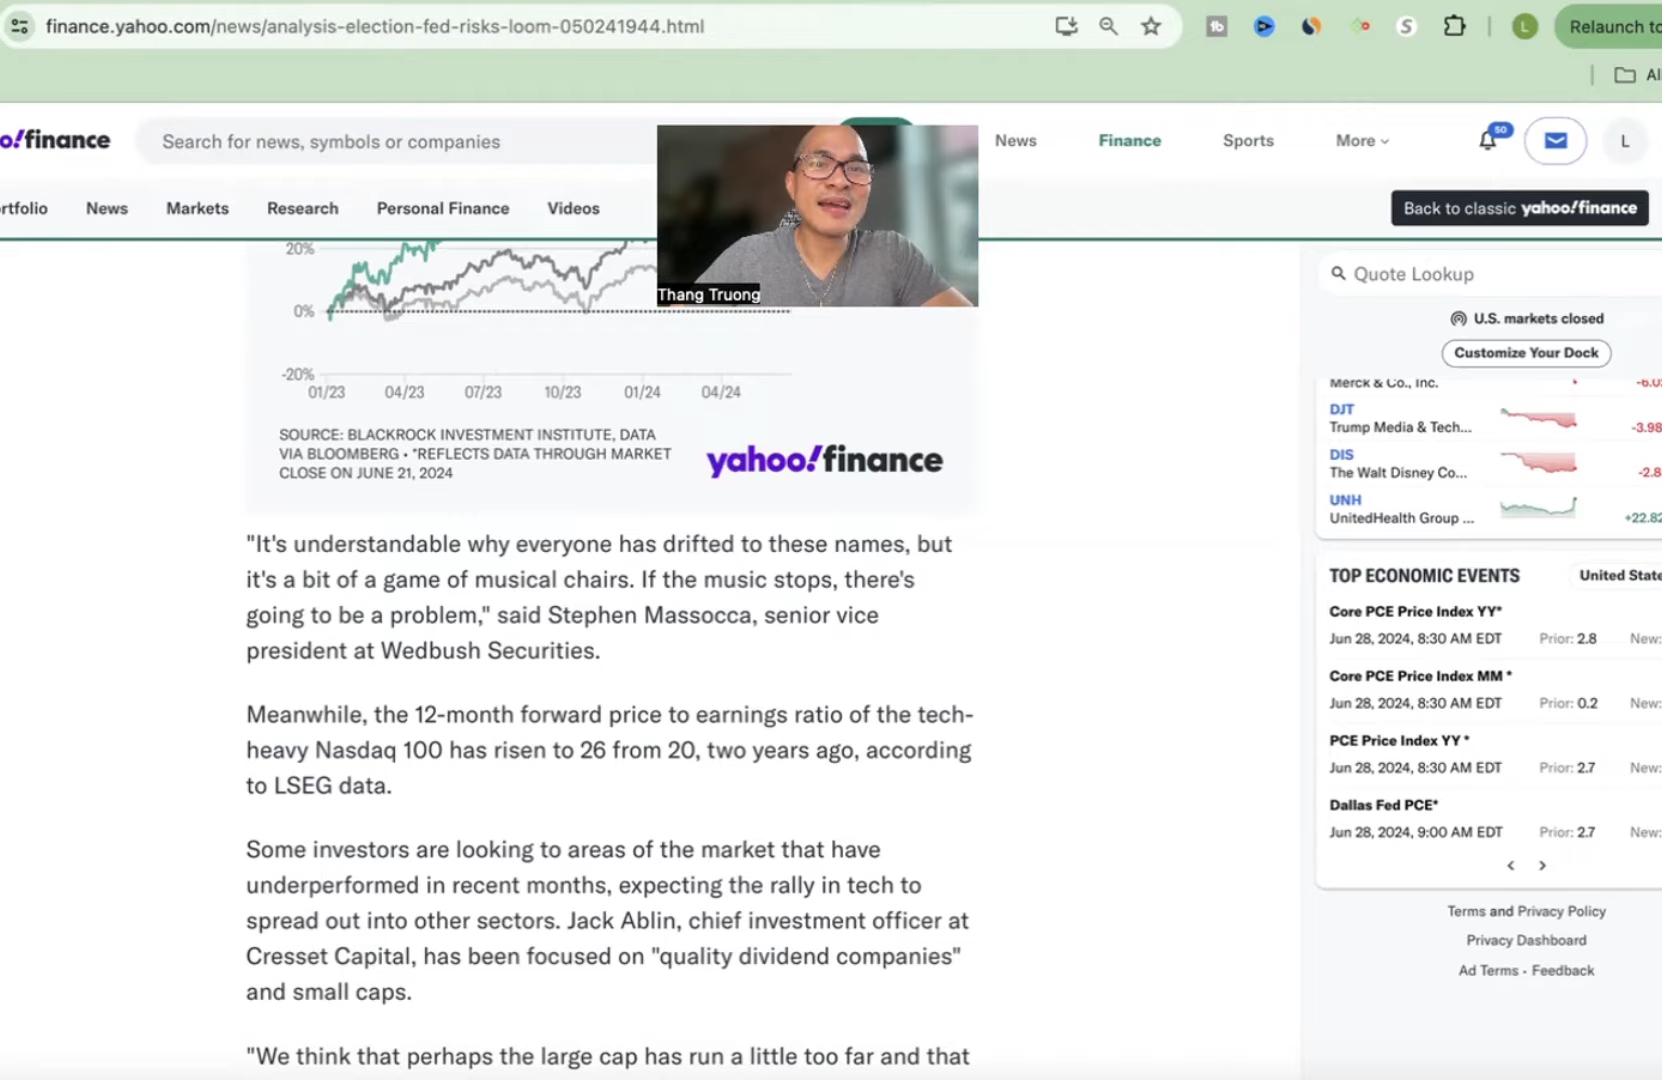 finance.yahoo.com/news/analysis-election-fed-risks-loom-050241944.html
tb
S
L
Relaunch to
Al
o!finance
Search for news, symbols or companies
News
Finance
Sports
More
50
L
rtfolio
News
Markets
Research
Personal Finance
Videos
Back to classic yahoo!finance
Thang Truong
20%
0%
-20%
01/23 04/23 07/23 10/23 01/24 04/24
SOURCE: BLACKROCK INVESTMENT INSTITUTE, DATA
VIA BLOOMBERG • *REFLECTS DATA THROUGH MARKET
CLOSE ON JUNE 21, 2024
yahoo!finance
"It's understandable why everyone has drifted to these names, but
it's a bit of a game of musical chairs. If the music stops, there's
going to be a problem," said Stephen Massocca, senior vice
president at Wedbush Securities.
Meanwhile, the 12-month forward price to earnings ratio of the tech-
heavy Nasdaq 100 has risen to 26 from 20, two years ago, according
to LSEG data.
Some investors are looking to areas of the market that have
underperformed in recent months, expecting the rally in tech to
spread out into other sectors. Jack Ablin, chief investment officer at
Cresset Capital, has been focused on "quality dividend companies"
and small caps.
"We think that perhaps the large cap has run a little too far and that
Quote Lookup
U.S. markets closed
Customize Your Dock
Merck & Co., Inc. -6.0
DJT
Trump Media & Tech... -3.98
DIS
The Walt Disney Co... -2.8
UNH
UnitedHealth Group ... +22.82
TOP ECONOMIC EVENTS
United State
Core PCE Price Index YY*
Jun 28, 2024, 8:30 AM EDT Prior: 2.8 New:
Core PCE Price Index MM *
Jun 28, 2024, 8:30 AM EDT Prior: 0.2 New:
PCE Price Index YY *
Jun 28, 2024, 8:30 AM EDT Prior: 2.7 New:
Dallas Fed PCE*
Jun 28, 2024, 9:00 AM EDT Prior: 2.7 New:
Terms and Privacy Policy
Privacy Dashboard
Ad Terms • Feedback